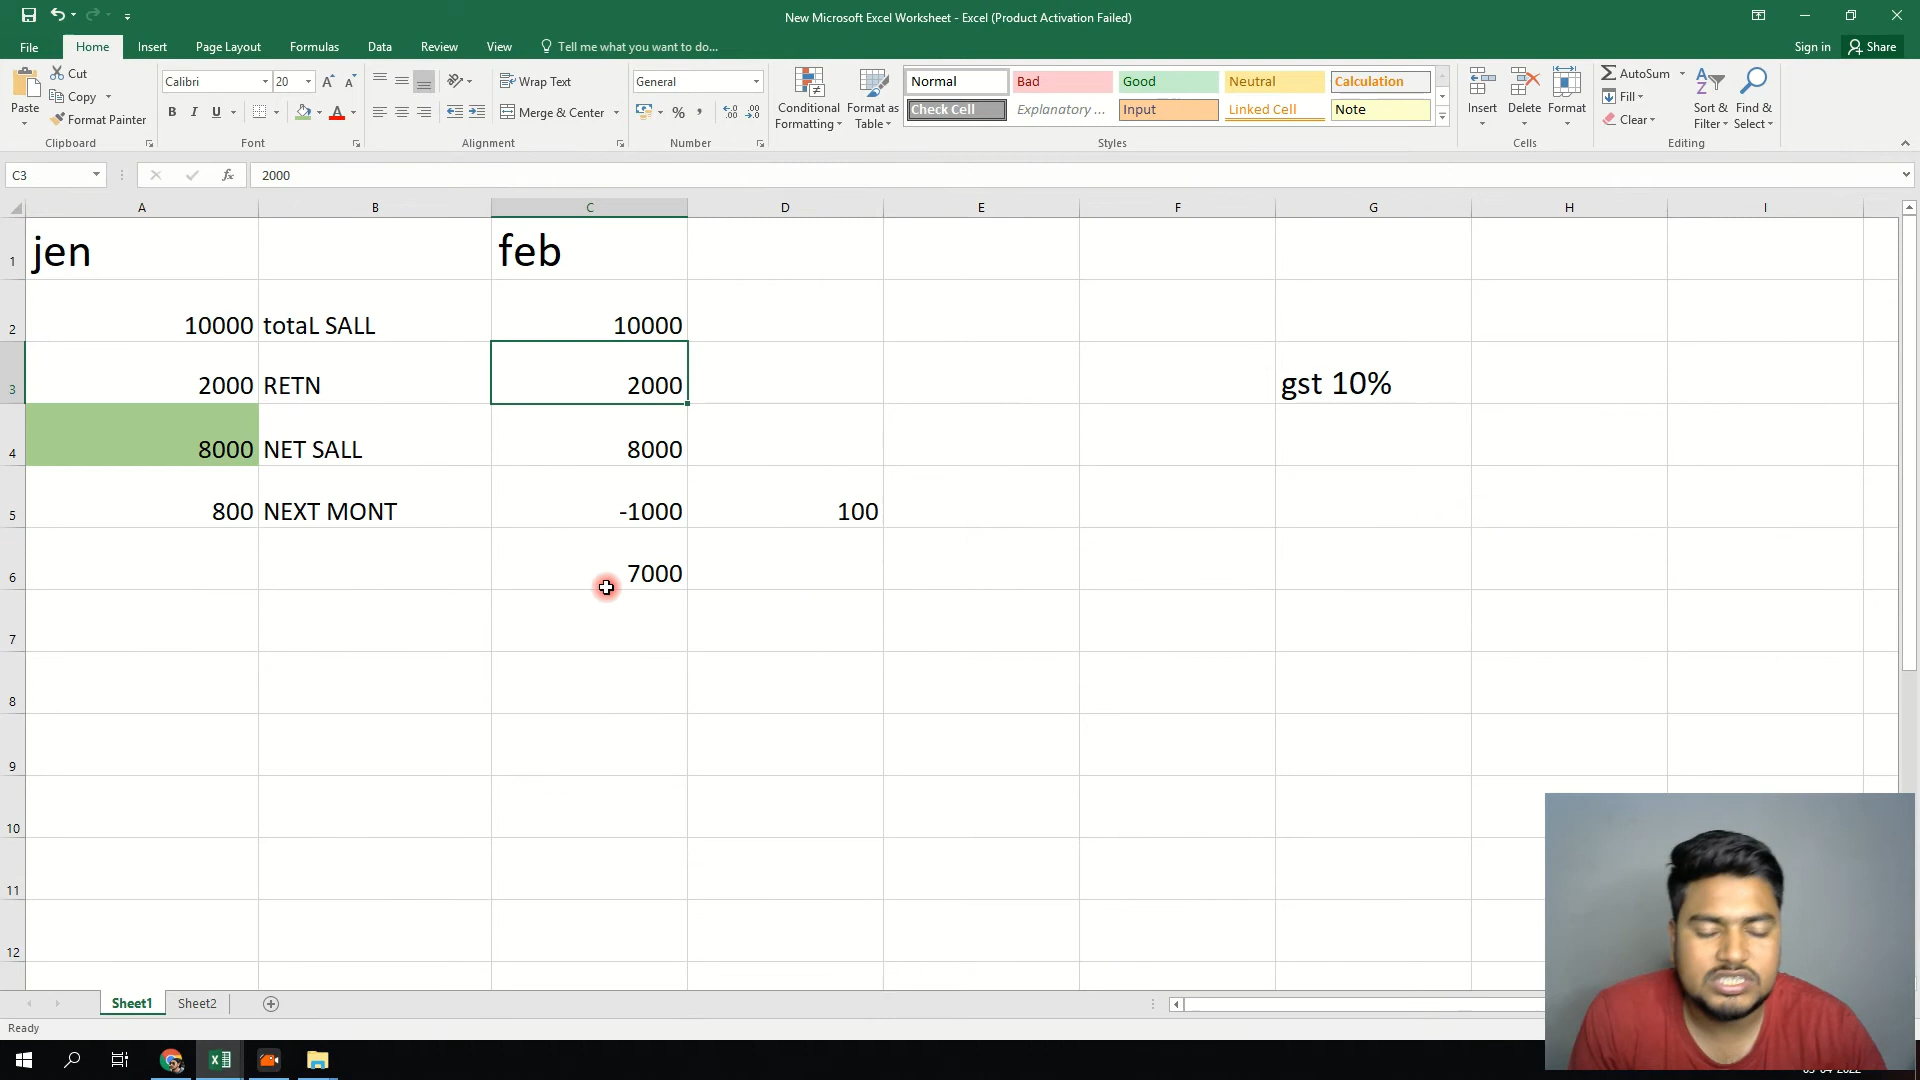 New Microsoft Excel Worksheet - Excel (Product Activation Failed)
File Home Insert Page Layout Formulas Data Review View Tell me what you want to do... Sign in Share
Paste Cut Copy Format Painter Clipboard
Calibri 20 A A B I U A Font
Wrap Text Merge & Center Alignment
General % , .0 .00 Number
Conditional Formatting Format as Table
Normal Bad Good Neutral Calculation
Check Cell Explanatory ... Input Linked Cell Note
Styles
Insert Delete Format Cells
AutoSum Fill Clear Sort & Filter Find & Select Editing
C3 fx 2000
A B C D E F G H I
1 jen feb
2 10000 totaL SALL 10000
3 2000 RETN 2000 gst 10%
4 8000 NET SALL 8000
5 800 NEXT MONT -1000 100
6 7000
7
8
9
10
11
12
Sheet1 Sheet2
Ready